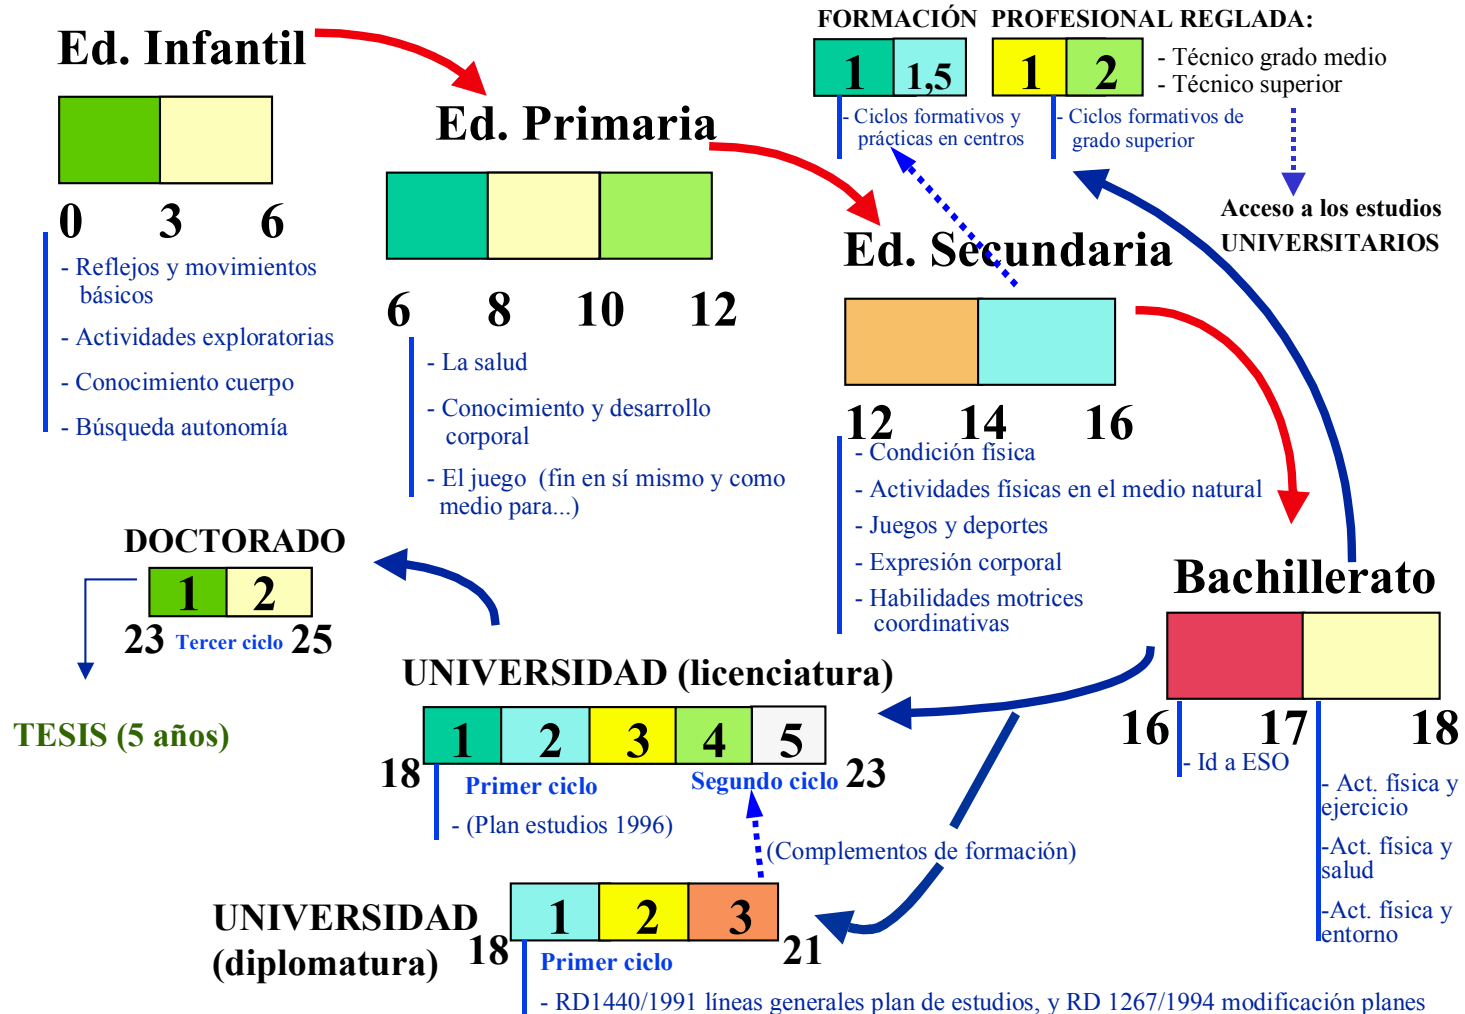 Ed. Infantil
0 3 6
- Reflejos y movimientos
básicos
- Actividades exploratorias
- Conocimiento cuerpo
- Búsqueda autonomía
Ed. Primaria
6 8 10 12
- La salud
- Conocimiento y desarrollo
corporal
- El juego (fin en sí mismo y como
medio para...)
FORMACIÓN PROFESIONAL REGLADA:
1 1,5 1 2
- Técnico grado medio
- Técnico superior
- Ciclos formativos y
prácticas en centros
- Ciclos formativos de
grado superior
Acceso a los estudios
UNIVERSITARIOS
Ed. Secundaria
12 14 16
- Condición física
- Actividades físicas en el medio natural
- Juegos y deportes
- Expresión corporal
- Habilidades motrices
coordinativas
Bachillerato
16 17 18
- Id a ESO
- Act. física y
ejercicio
-Act. física y
salud
-Act. física y
entorno
DOCTORADO
1 2
23 Tercer ciclo 25
TESIS (5 años)
UNIVERSIDAD (licenciatura)
1 2 3 4 5
18 Primer ciclo Segundo ciclo 23
- (Plan estudios 1996)
(Complementos de formación)
UNIVERSIDAD
(diplomatura)
1 2 3
18 Primer ciclo 21
- RD1440/1991 líneas generales plan de estudios, y RD 1267/1994 modificación planes